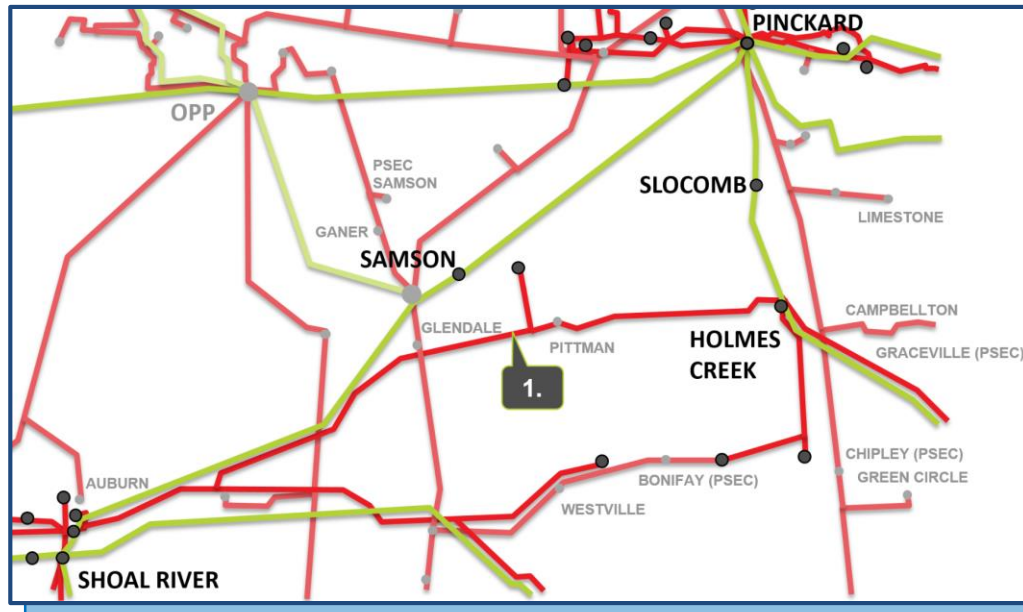 PINCKARD
OPP
PSEC
SAMSON
SLOCOMB
LIMESTONE
GANER
SAMSON
GLENDALE
PITTMAN
HOLMES
CREEK
CAMPBELLTON
GRACEVILLE (PSEC)
1.
AUBURN
WESTVILLE
BONIFAY (PSEC)
CHIPLEY (PSEC)
GREEN CIRCLE
SHOAL RIVER